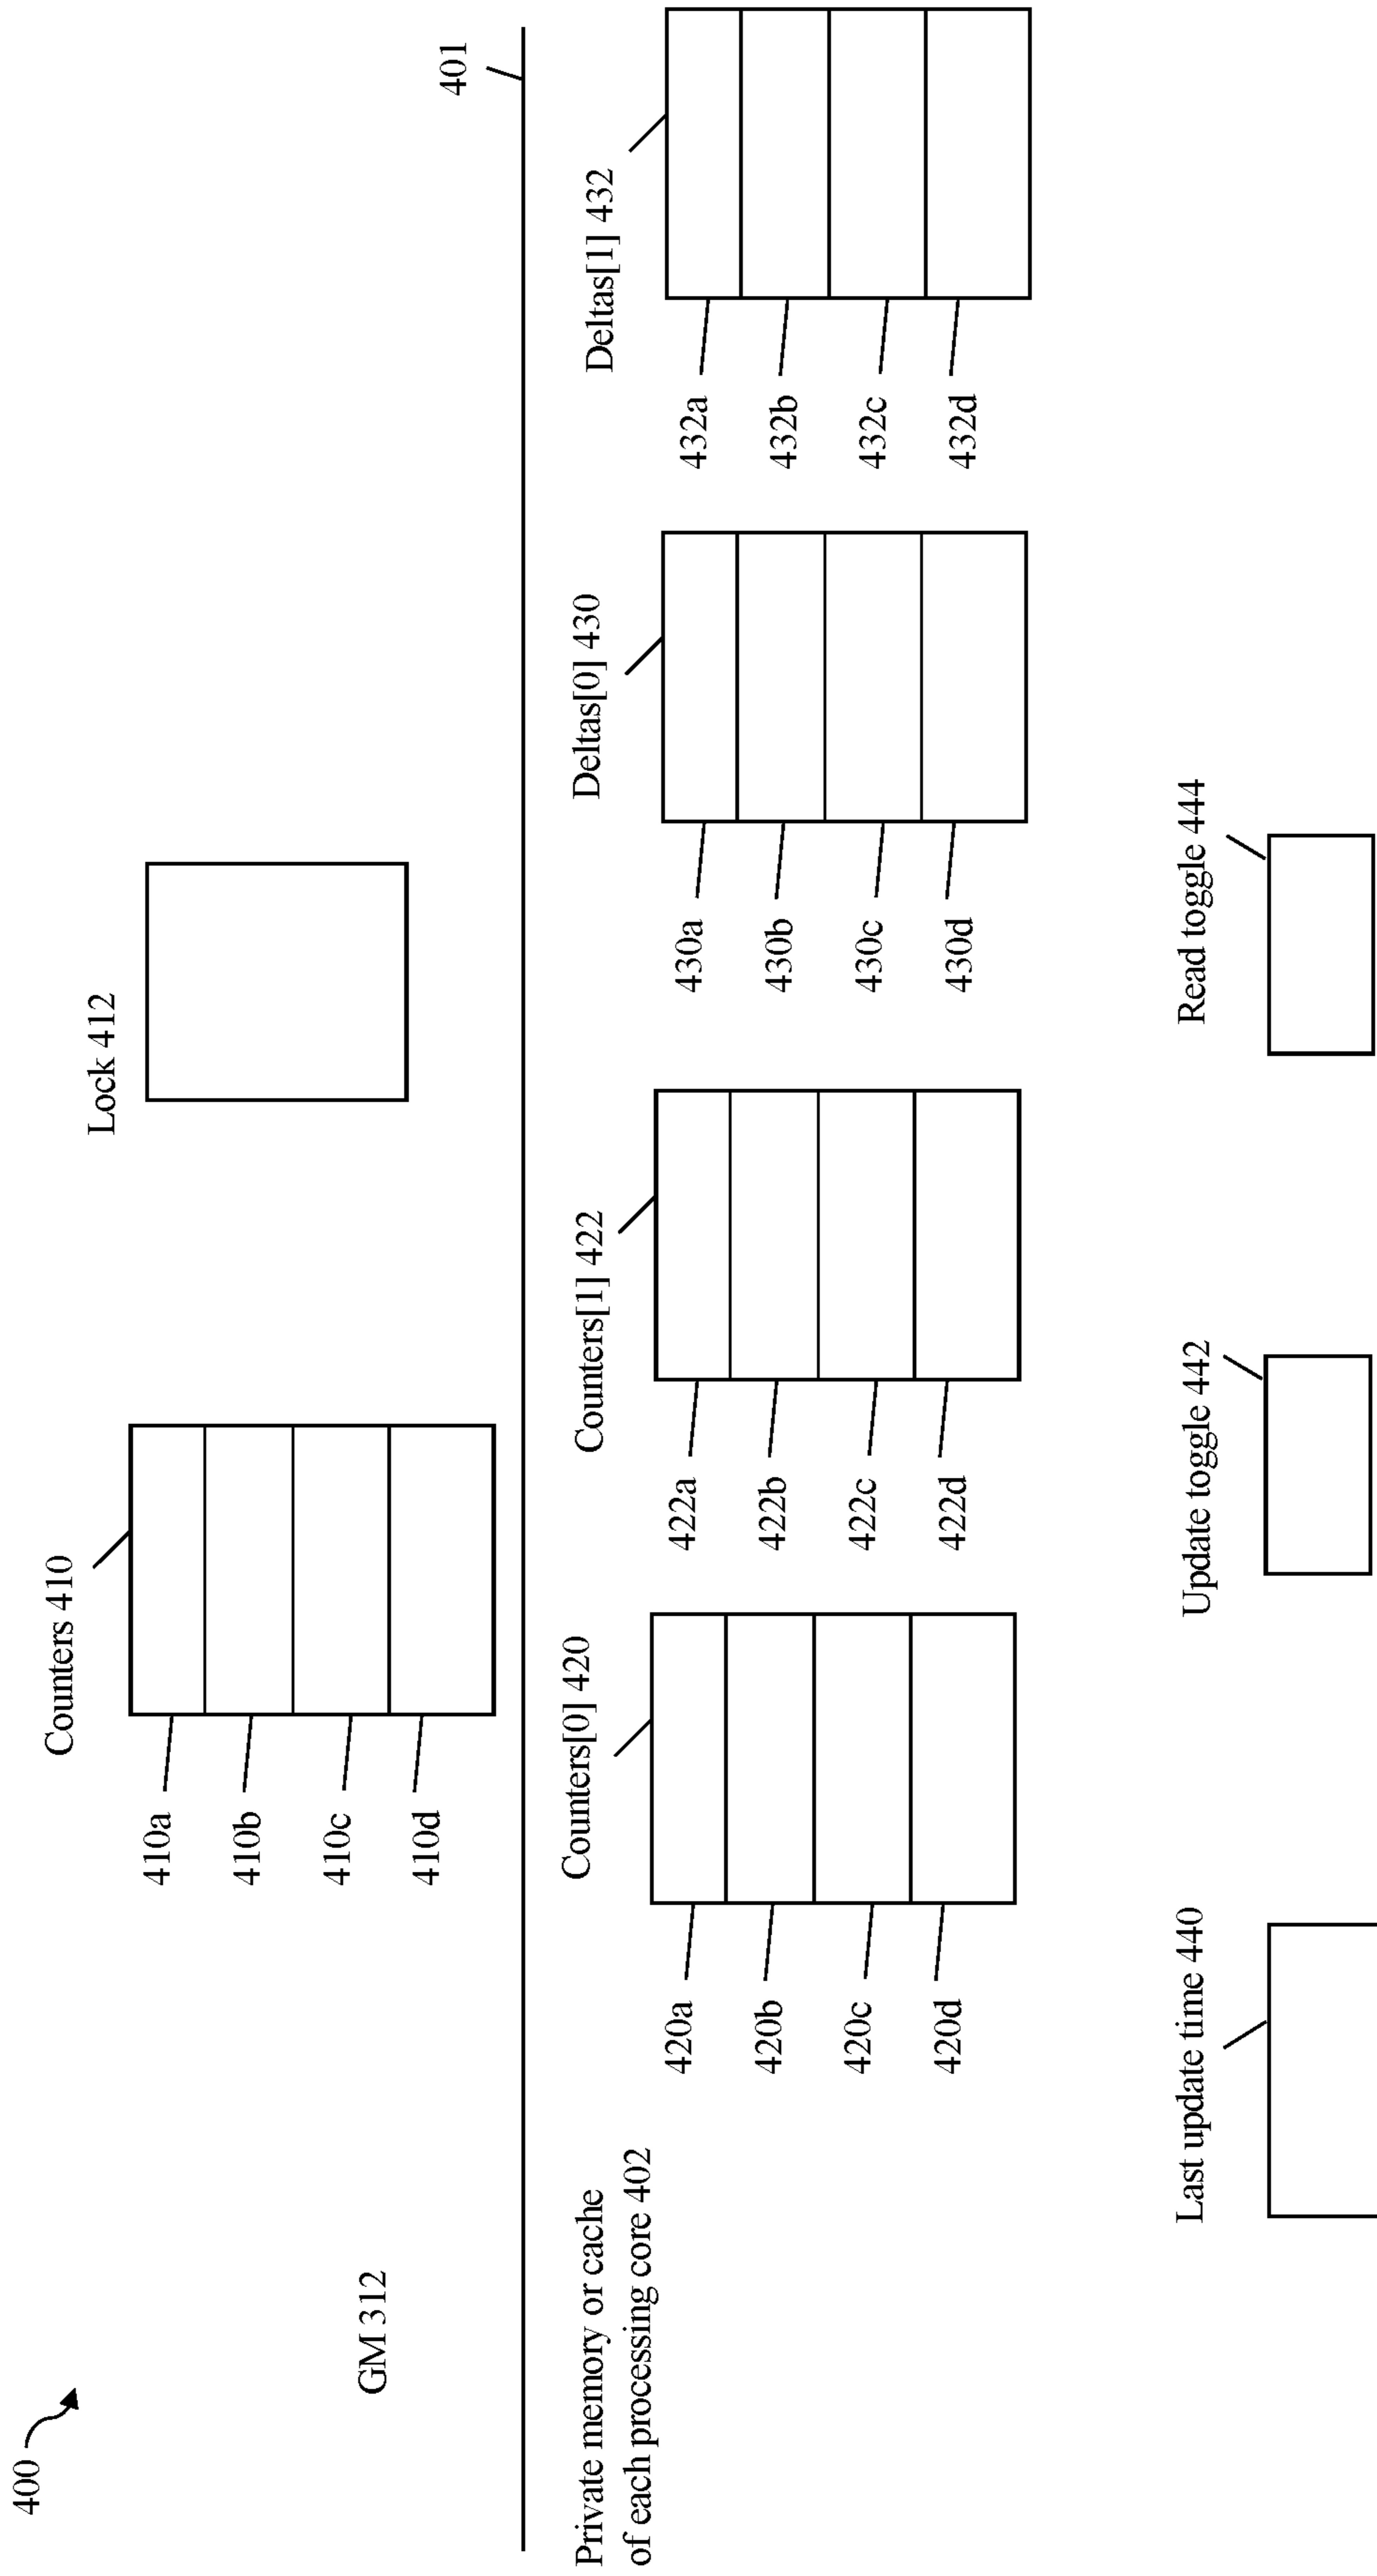 400
GM 312
Counters 410
410a
410b
410c
410d
Lock 412
401
Private memory or cache
of each processing core 402
Counters[0] 420
420a
420b
420c
420d
Counters[1] 422
422a
422b
422c
422d
Deltas[0] 430
430a
430b
430c
430d
Deltas[1] 432
432a
432b
432c
432d
Last update time 440
Update toggle 442
Read toggle 444